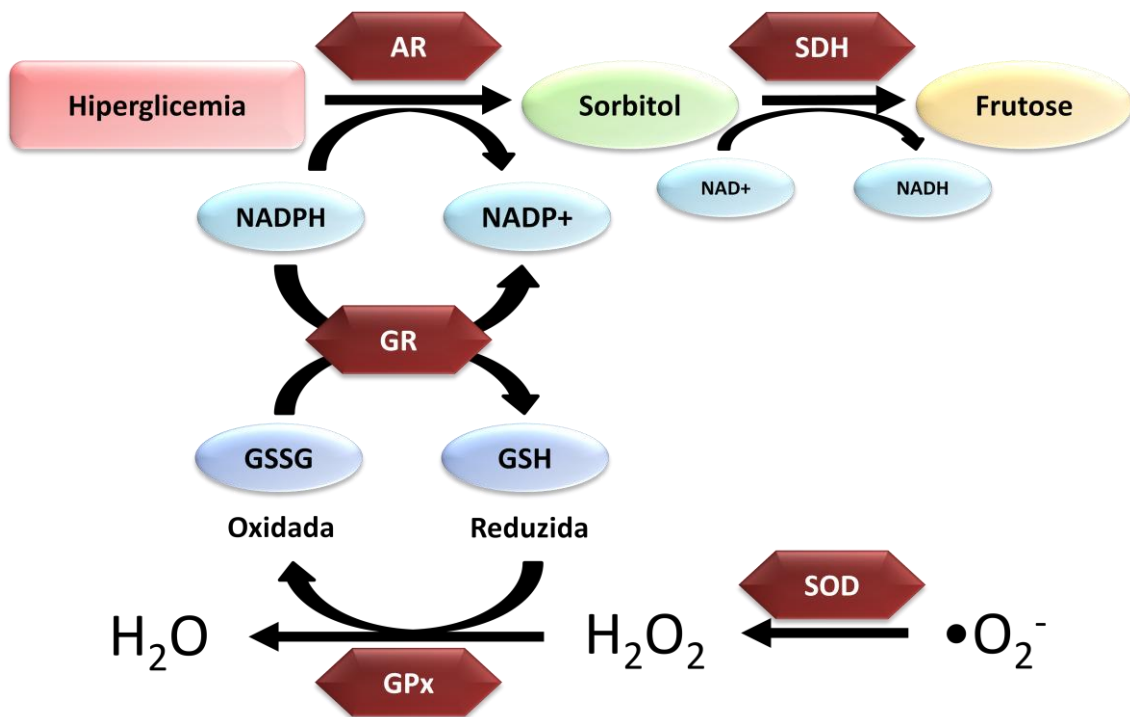 AR
SDH
Hiperglicemia
Sorbitol
Frutose
NAD+
NADH
NADPH
NADP+
GR
GSSG
GSH
Oxidada
Reduzida
SOD
H₂O
H₂O₂
•O₂⁻
GPx